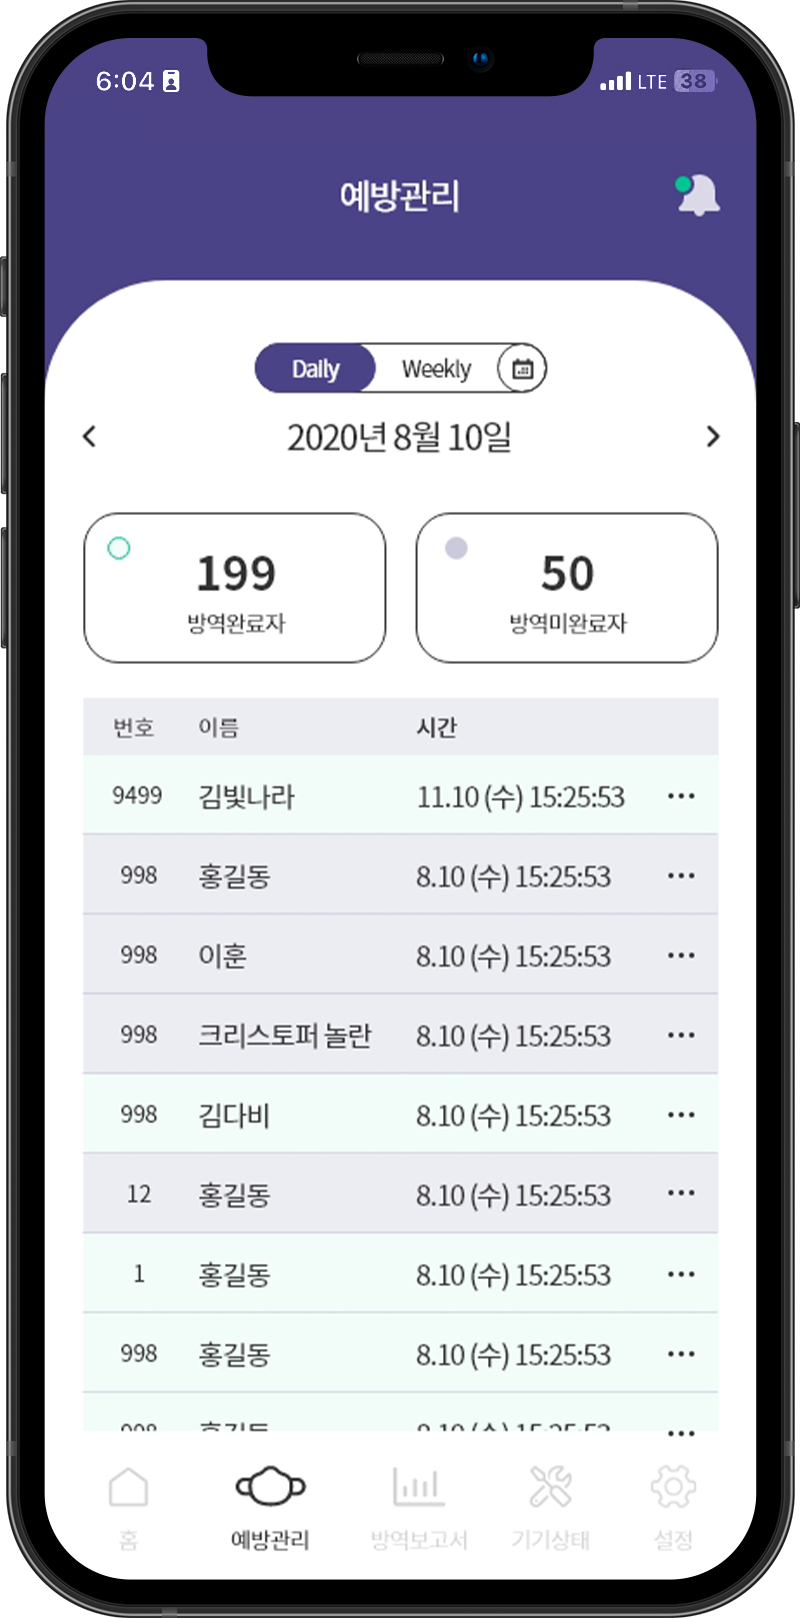 6:04 LTE 38
예방관리
Daily Weekly
2020년 8월 10일
199 50
방역완료자 방역미완료자
번호 이름 시간
9499 김빛나라 11.10 (수) 15:25:53 •••
998 홍길동 8.10 (수) 15:25:53 •••
998 이훈 8.10 (수) 15:25:53 •••
998 크리스토퍼 놀란 8.10 (수) 15:25:53 •••
998 김다비 8.10 (수) 15:25:53 •••
12 홍길동 8.10 (수) 15:25:53 •••
1 홍길동 8.10 (수) 15:25:53 •••
998 홍길동 8.10 (수) 15:25:53 •••
홈 예방관리 방역보고서 기기상태 설정